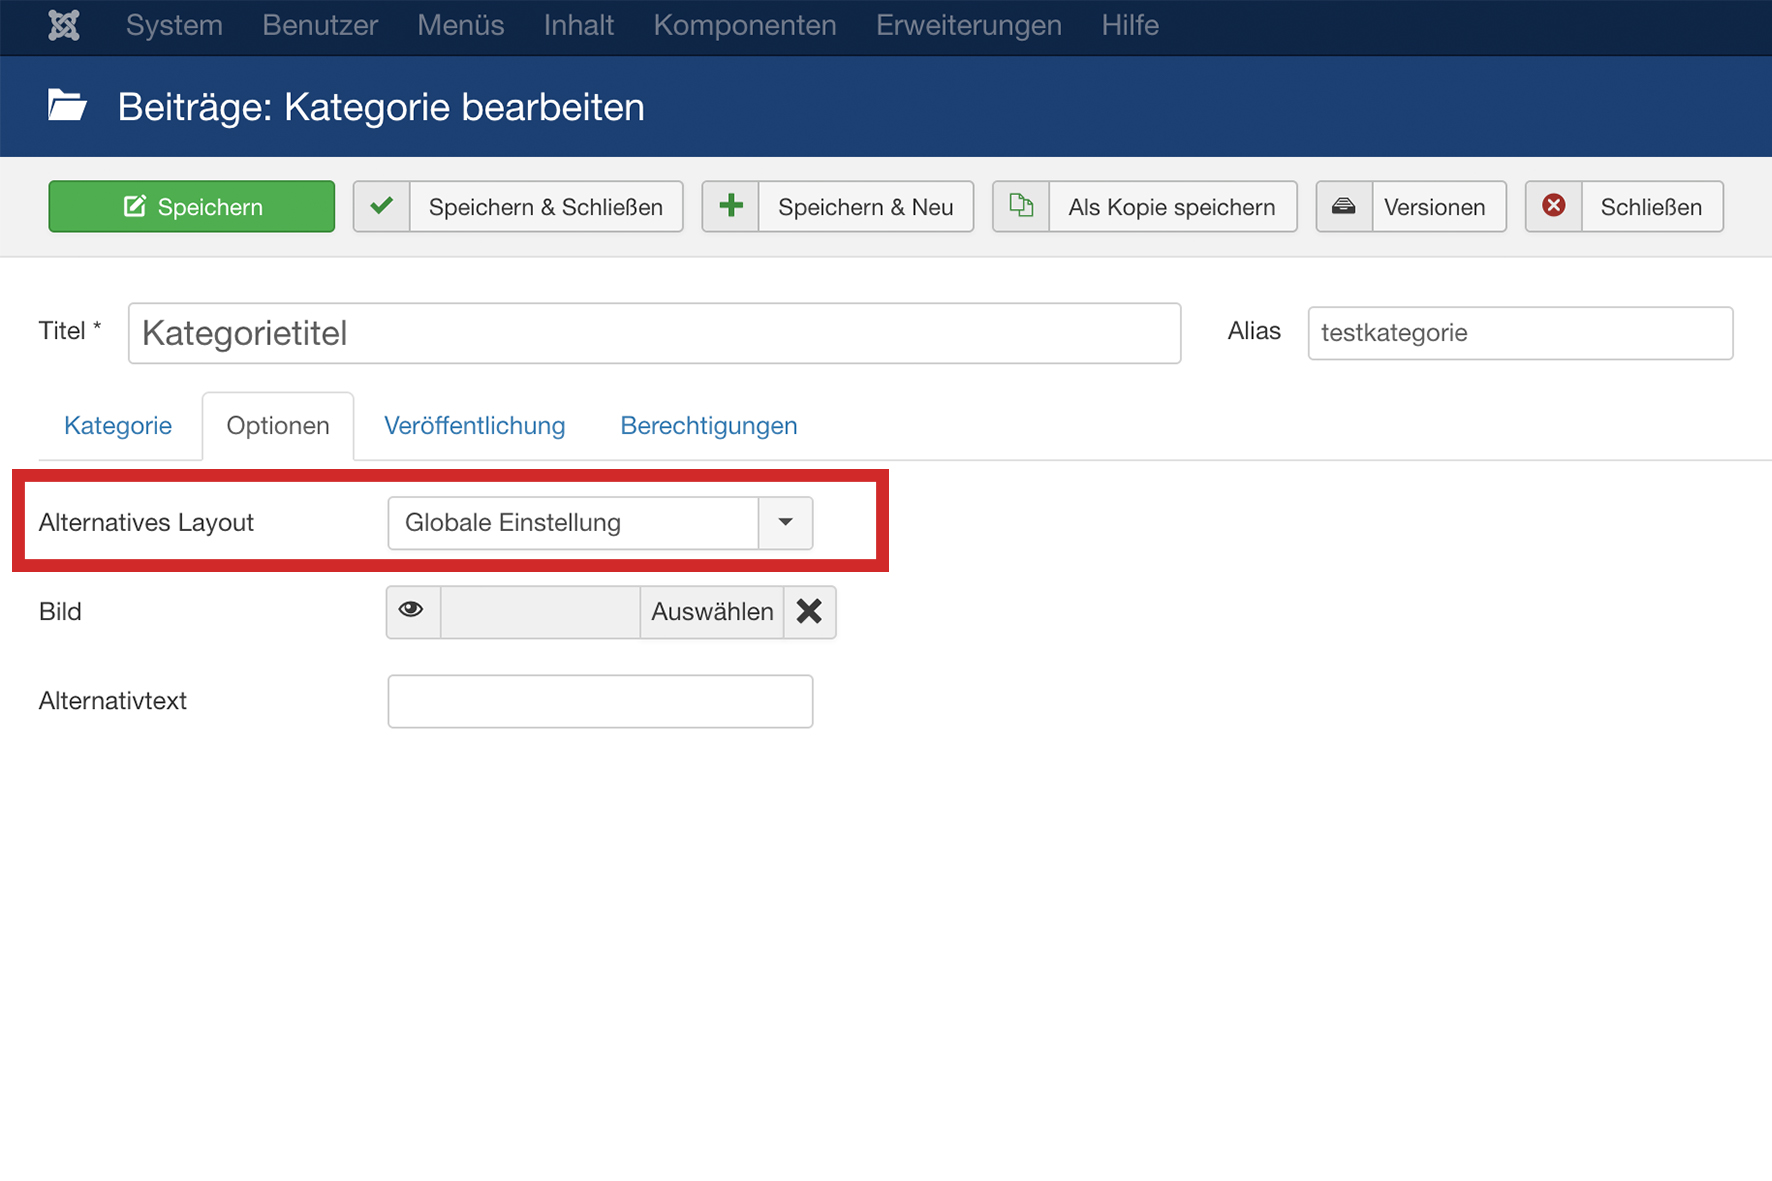 System Benutzer Menüs Inhalt Komponenten Erweiterungen Hilfe
Beiträge: Kategorie bearbeiten
Speichern Speichern & Schließen Speichern & Neu Als Kopie speichern Versionen Schließen
Titel * Kategorietitel Alias testkategorie
Kategorie Optionen Veröffentlichung Berechtigungen
Alternatives Layout Globale Einstellung
Bild Auswählen
Alternativtext